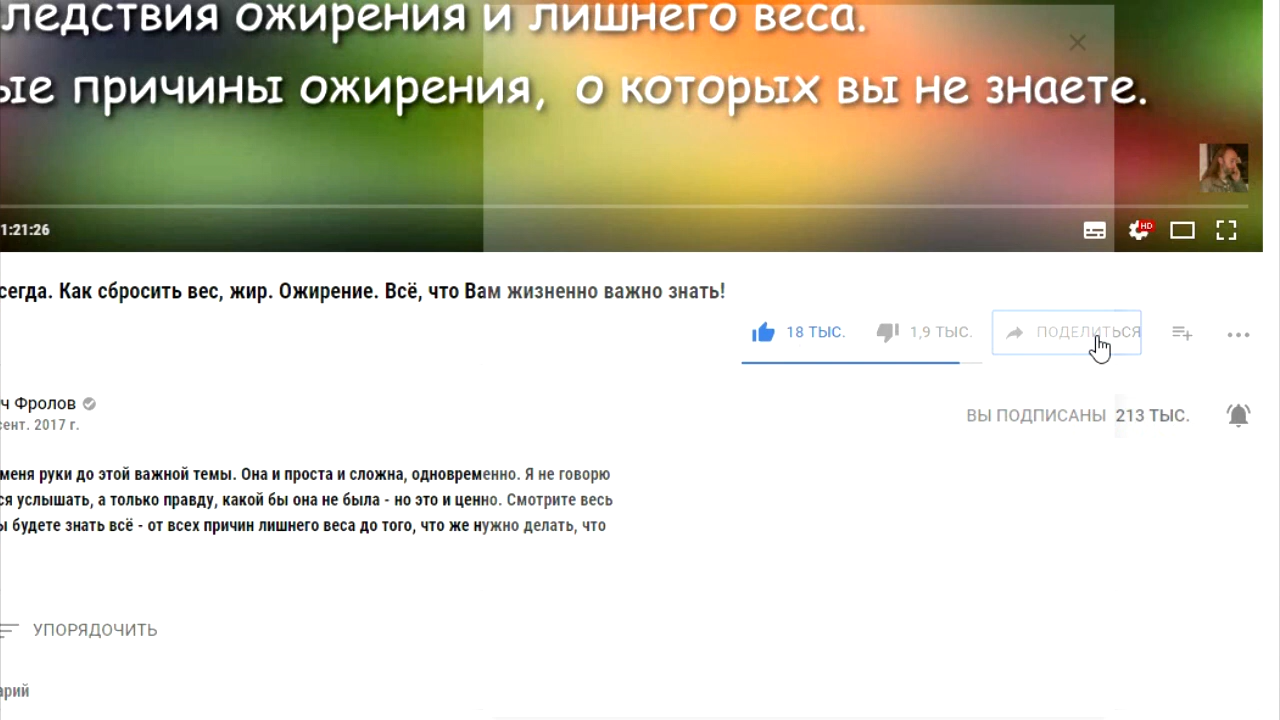 ледствия ожирения и лишнего веса.
ые причины ожирения, о которых вы не знаете.
1:21:26
HD
сегда. Как сбросить вес, жир. Ожирение. Всё, что Вам жизненно важно знать!
18 ТЫС.
1,9 ТЫС.
ПОДЕЛИТЬСЯ
ч Фролов
сент. 2017 г.
ВЫ ПОДПИСАНЫ 213 ТЫС.
меня руки до этой важной темы. Она и проста и сложна, одновременно. Я не говорю
ся услышать, а только правду, какой бы она не была - но это и ценно. Смотрите весь
ы будете знать всё - от всех причин лишнего веса до того, что же нужно делать, что
УПОРЯДОЧИТЬ
арий